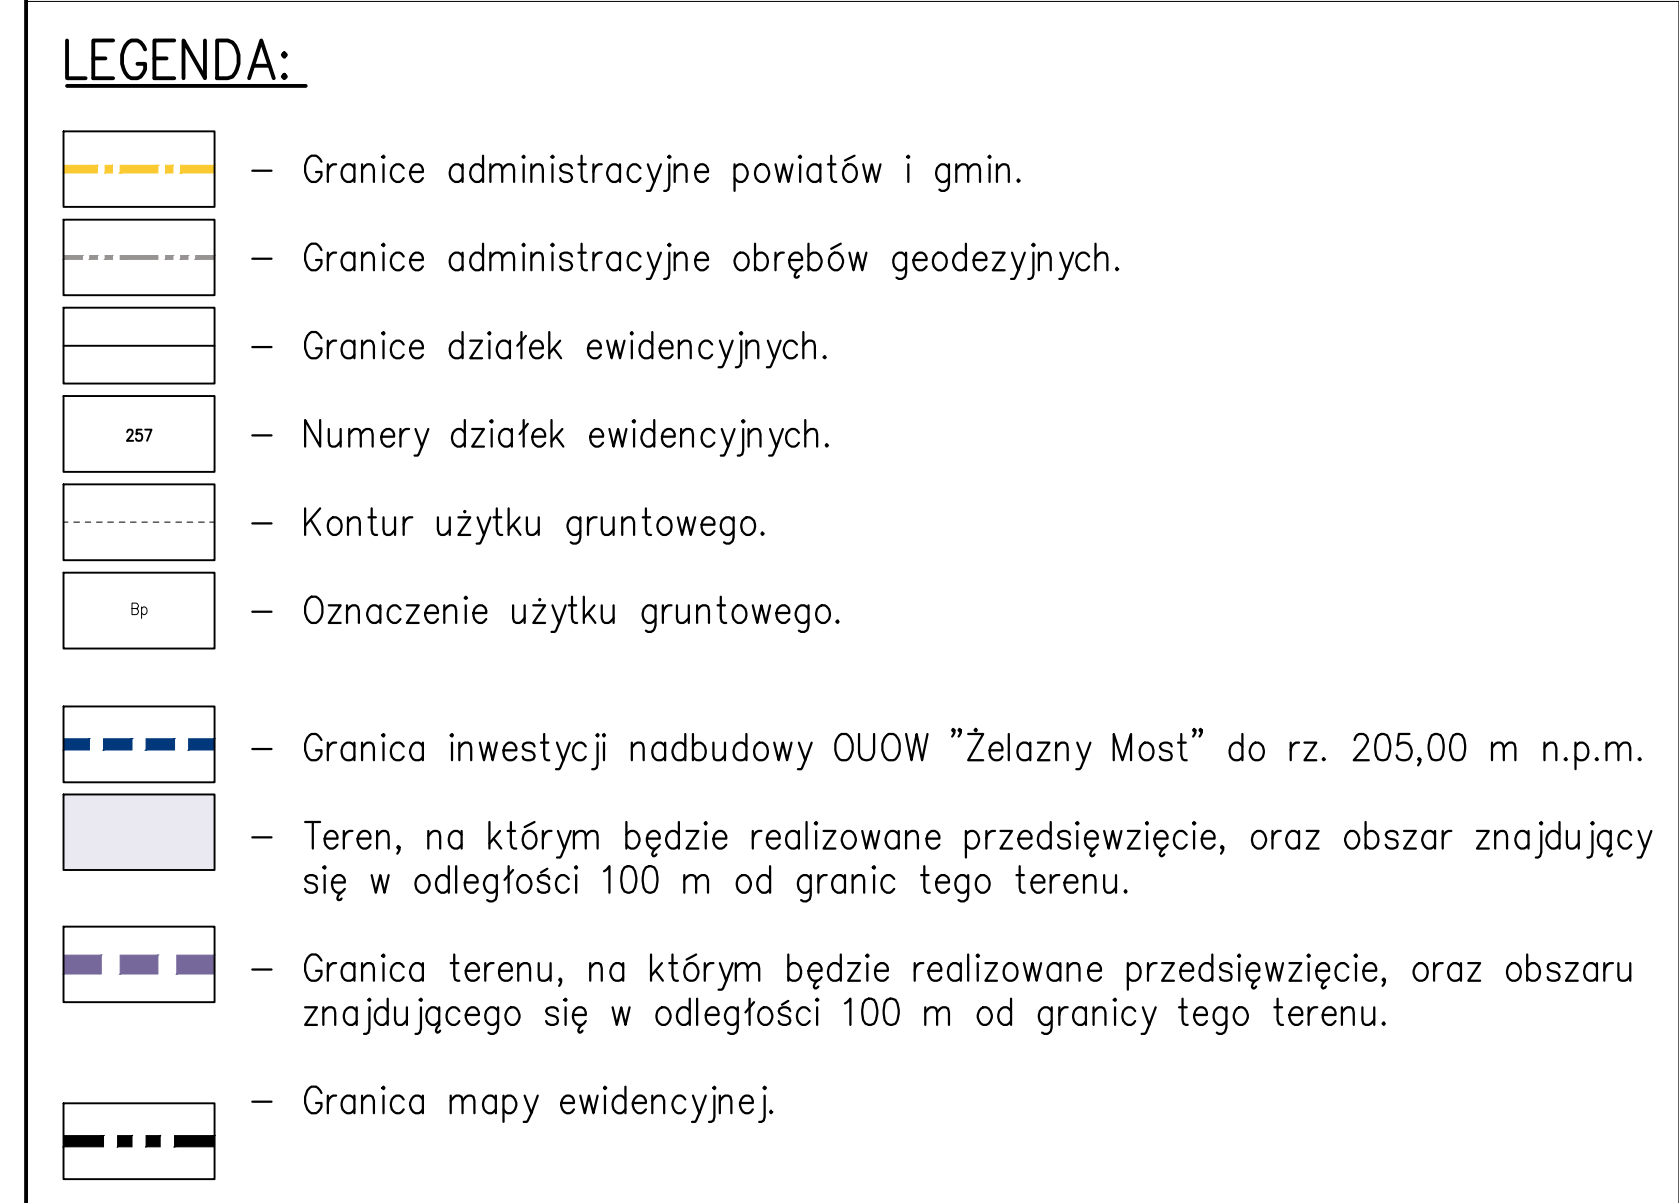 LEGENDA:
– Granice administracyjne powiatów i gmin.
– Granice administracyjne obrębów geodezyjnych.
– Granice działek ewidencyjnych.
257 – Numery działek ewidencyjnych.
– Kontur użytku gruntowego.
Bp – Oznaczenie użytku gruntowego.
– Granica inwestycji nadbudowy OUOW ”Żelazny Most” do rz. 205,00 m n.p.m.
– Teren, na którym będzie realizowane przedsięwzięcie, oraz obszar znajdujący
się w odległości 100 m od granic tego terenu.
– Granica terenu, na którym będzie realizowane przedsięwzięcie, oraz obszaru
znajdującego się w odległości 100 m od granicy tego terenu.
– Granica mapy ewidencyjnej.